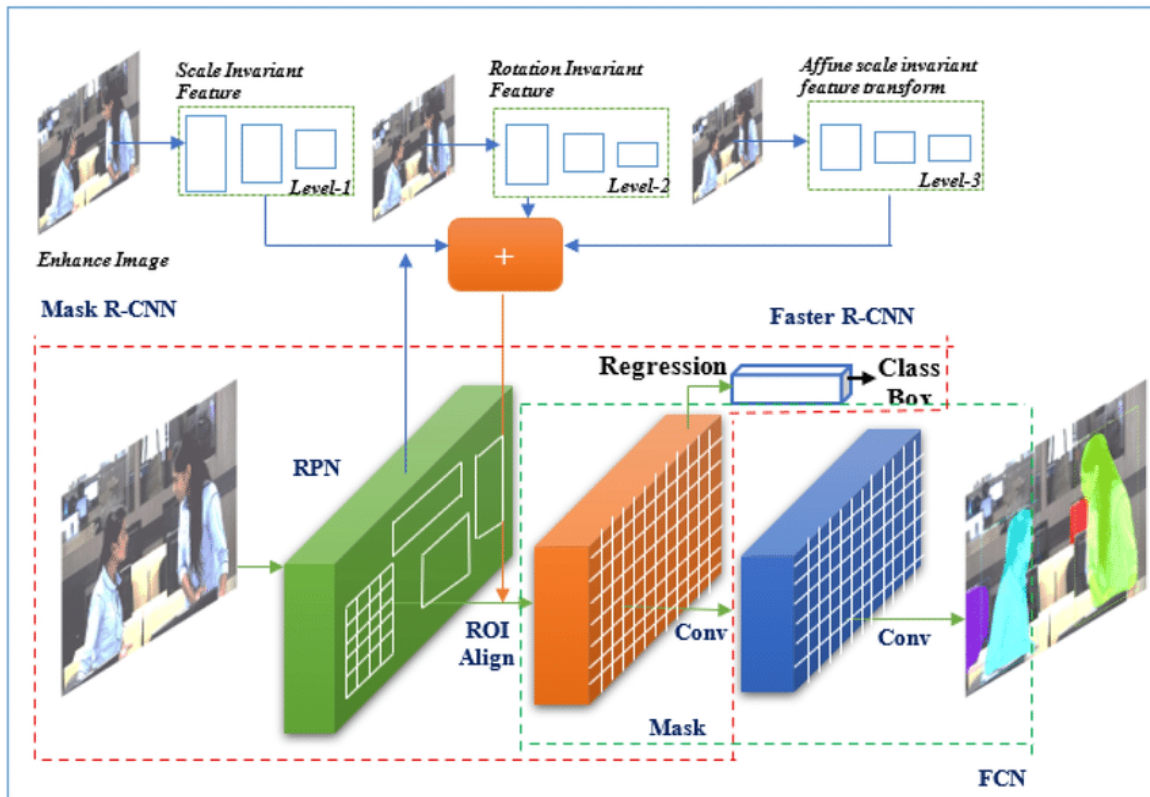 Scale Invariant
Feature
Rotation Invariant
Feature
Affine scale invariant
feature transform
Level-1
Level-2
Level-3
Enhance Image
+
Mask R-CNN
Faster R-CNN
Regression
Class
Box
RPN
ROI
Align
Conv
Conv
Mask
FCN